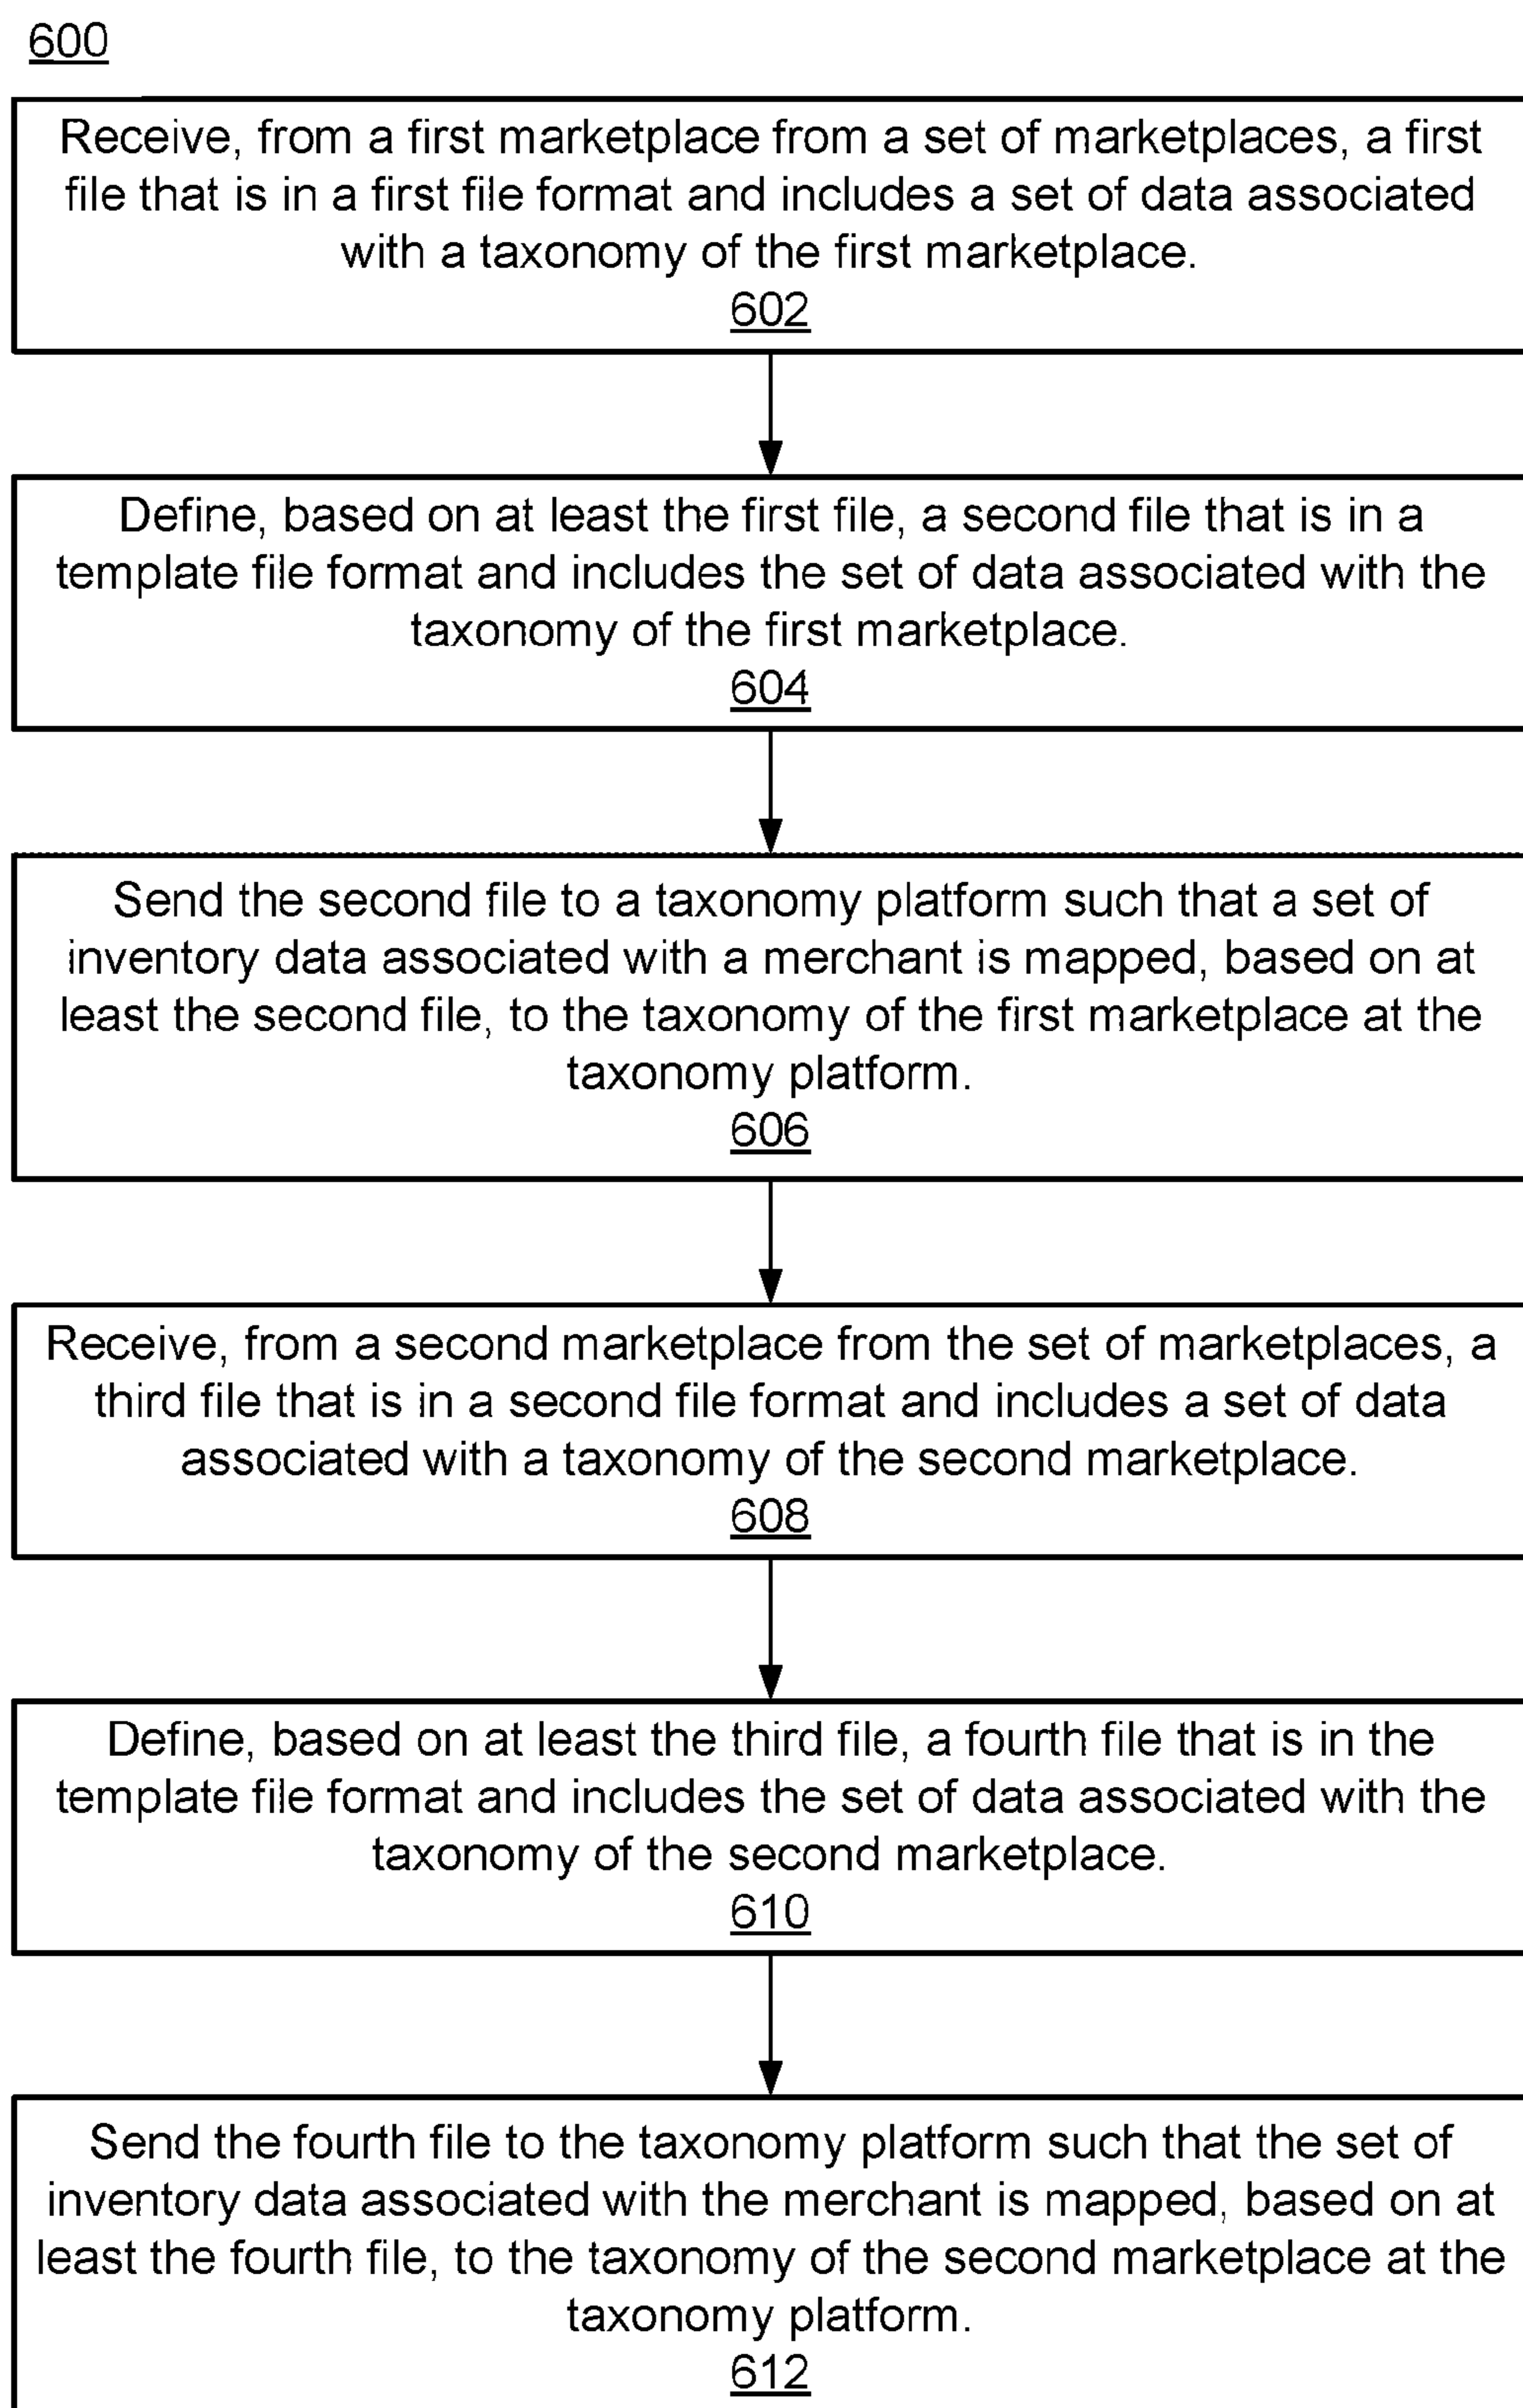 600
Receive, from a first marketplace from a set of marketplaces, a first
file that is in a first file format and includes a set of data associated
with a taxonomy of the first marketplace.
602
Define, based on at least the first file, a second file that is in a
template file format and includes the set of data associated with the
taxonomy of the first marketplace.
604
Send the second file to a taxonomy platform such that a set of
inventory data associated with a merchant is mapped, based on at
least the second file, to the taxonomy of the first marketplace at the
taxonomy platform.
606
Receive, from a second marketplace from the set of marketplaces, a
third file that is in a second file format and includes a set of data
associated with a taxonomy of the second marketplace.
608
Define, based on at least the third file, a fourth file that is in the
template file format and includes the set of data associated with the
taxonomy of the second marketplace.
610
Send the fourth file to the taxonomy platform such that the set of
inventory data associated with the merchant is mapped, based on at
least the fourth file, to the taxonomy of the second marketplace at the
taxonomy platform.
612